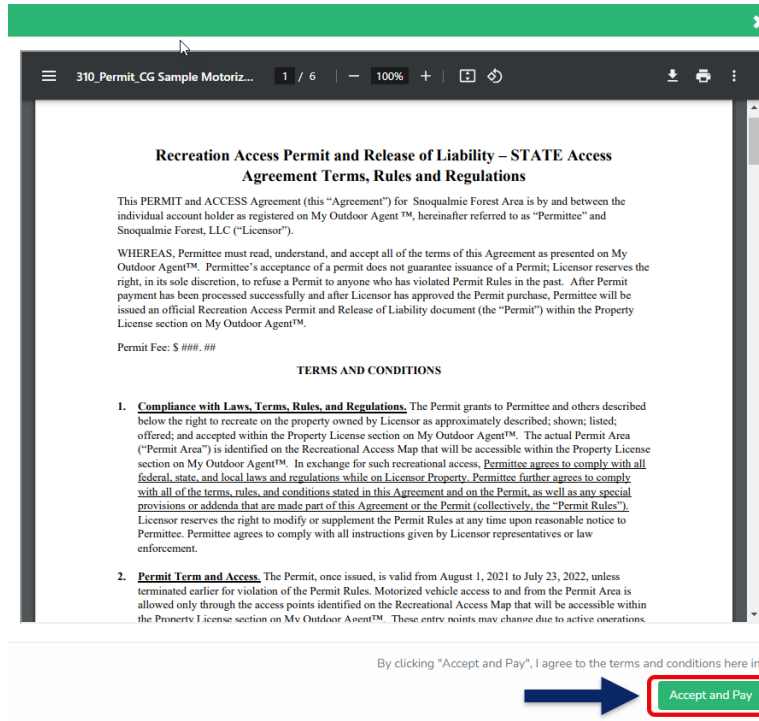 310_Permit_CG Sample Motoriz... 1 / 6 100%
Recreation Access Permit and Release of Liability – STATE Access
Agreement Terms, Rules and Regulations
This PERMIT and ACCESS Agreement (this “Agreement”) for Snoqualmie Forest Area is by and between the
individual account holder as registered on My Outdoor Agent ™, hereinafter referred to as “Permittee” and
Snoqualmie Forest, LLC (“Licensor”).
WHEREAS, Permittee must read, understand, and accept all of the terms of this Agreement as presented on My
Outdoor Agent™. Permittee’s acceptance of a permit does not guarantee issuance of a Permit; Licensor reserves the
right, in its sole discretion, to refuse a Permit to anyone who has violated Permit Rules in the past. After Permit
payment has been processed successfully and after Licensor has approved the Permit purchase, Permittee will be
issued an official Recreation Access Permit and Release of Liability document (the “Permit”) within the Property
License section on My Outdoor Agent™.
Permit Fee: $ ###. ##
TERMS AND CONDITIONS
1. Compliance with Laws, Terms, Rules, and Regulations. The Permit grants to Permittee and others described
below the right to recreate on the property owned by Licensor as approximately described; shown; listed;
offered; and accepted within the Property License section on My Outdoor Agent™. The actual Permit Area
(“Permit Area”) is identified on the Recreational Access Map that will be accessible within the Property License
section on My Outdoor Agent™. In exchange for such recreational access, Permittee agrees to comply with all
federal, state, and local laws and regulations while on Licensor Property. Permittee further agrees to comply
with all of the terms, rules, and conditions stated in this Agreement and on the Permit, as well as any special
provisions or addenda that are made part of this Agreement or the Permit (collectively, the “Permit Rules”).
Licensor reserves the right to modify or supplement the Permit Rules at any time upon reasonable notice to
Permittee. Permittee agrees to comply with all instructions given by Licensor representatives or law
enforcement.
2. Permit Term and Access. The Permit, once issued, is valid from August 1, 2021 to July 23, 2022, unless
terminated earlier for violation of the Permit Rules. Motorized vehicle access to and from the Permit Area is
allowed only through the access points identified on the Recreational Access Map that will be accessible within
the Property License section on My Outdoor Agent™. These entry points may change due to active operations.
By clicking "Accept and Pay", I agree to the terms and conditions here in
Accept and Pay